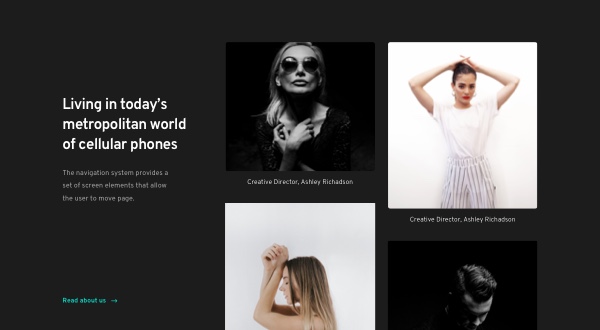 Living in today's
metropolitan world
of cellular phones
The navigation system provides a
set of screen elements that allow
the user to move page.
Read about us →
Creative Director, Ashley Richadson
Creative Director, Ashley Richadson